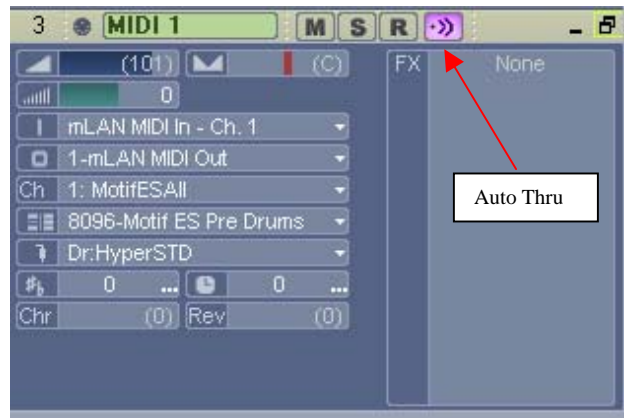 3 MIDI 1 M S R
(101) (C) FX None
0
mLAN MIDI In - Ch. 1
1-mLAN MIDI Out
Ch 1: MotifESAll
8096-Motif ES Pre Drums
Dr:HyperSTD
0 ... 0 ...
Chr (0) Rev (0)
Auto Thru